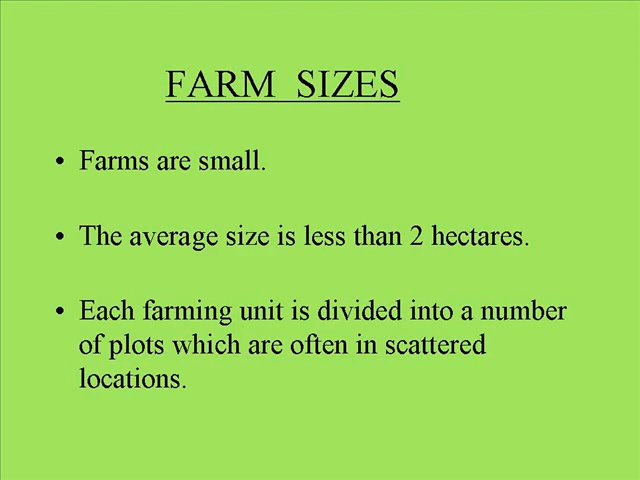 FARM SIZES
• Farms are small.
• The average size is less than 2 hectares.
• Each farming unit is divided into a number
of plots which are often in scattered
locations.